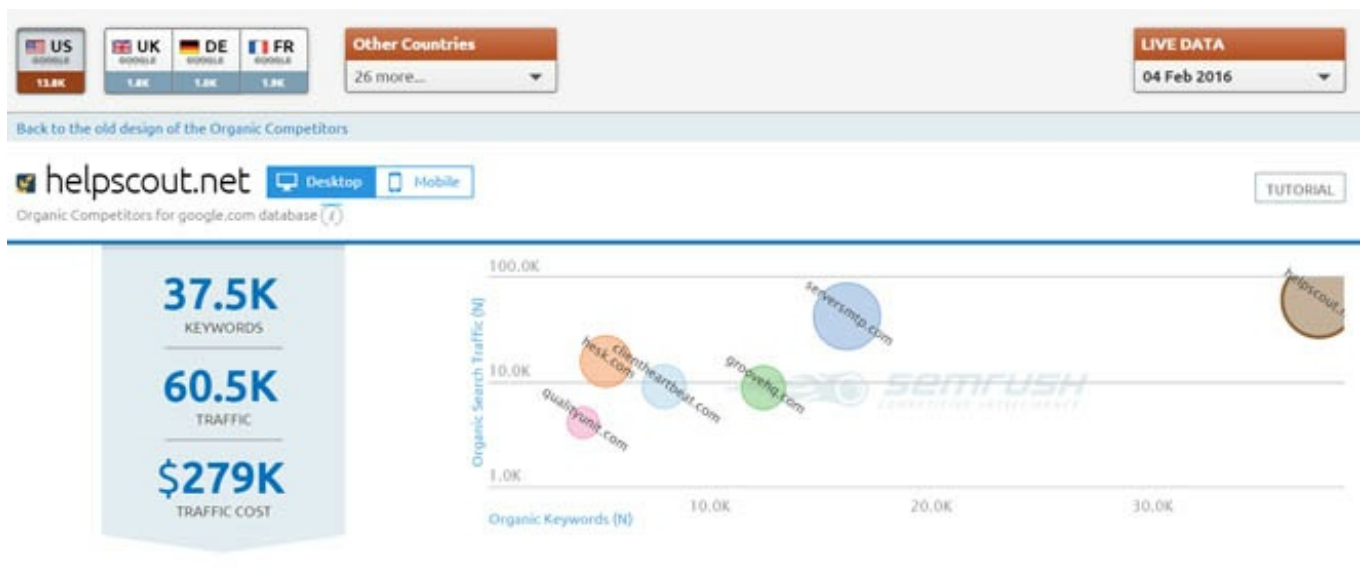 US
GOOGLE
13.8K
UK
GOOGLE
1.8K
DE
GOOGLE
1.8K
FR
GOOGLE
1.9K
Other Countries
26 more...
LIVE DATA
04 Feb 2016
Back to the old design of the Organic Competitors
helpscout.net
Desktop
Mobile
TUTORIAL
Organic Competitors for google.com database i
37.5K
KEYWORDS
60.5K
TRAFFIC
$279K
TRAFFIC COST
Organic Search Traffic (N)
100.0K
10.0K
1.0K
hesk.com
clientheartbeat.com
qualityunit.com
groovehq.com
serversmtp.com
helpscout.
semrush
COMPETITIVE INTELLIGENCE
10.0K
20.0K
30.0K
Organic Keywords (N)